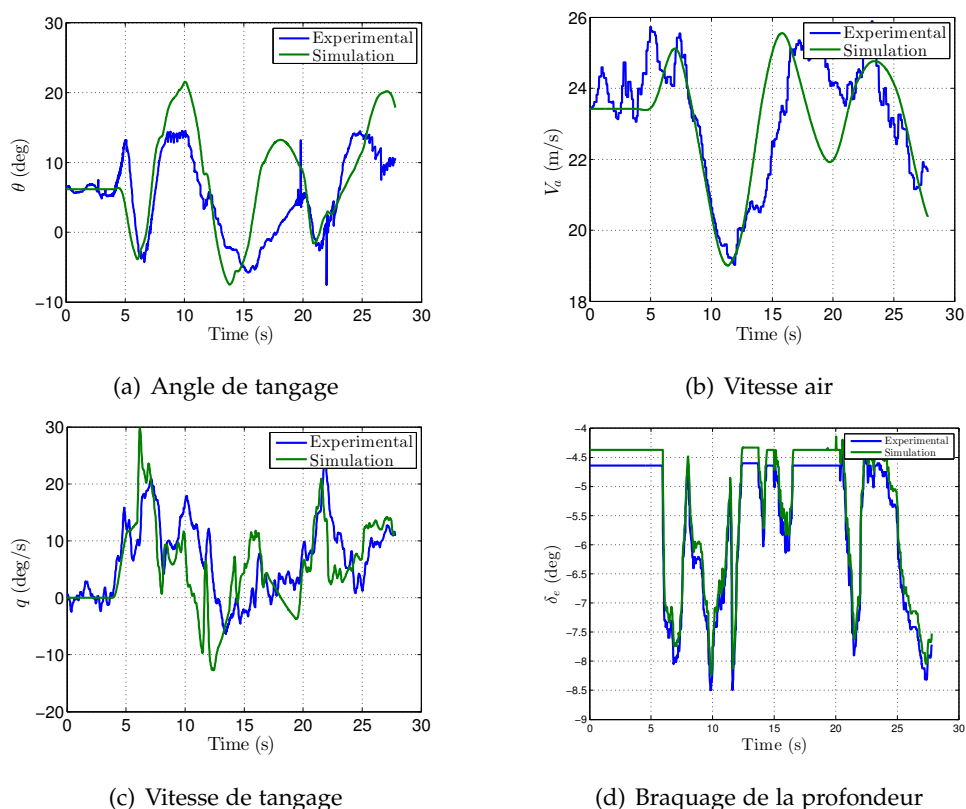 30
20
10
0
−10
θ (deg)
Experimental
Simulation
0 5 10 15 20 25 30
Time (s)
(a) Angle de tangage
26
24
22
20
18
V_a (m/s)
Experimental
Simulation
0 5 10 15 20 25 30
Time (s)
(b) Vitesse air
30
20
10
0
−10
−20
q (deg/s)
Experimental
Simulation
0 5 10 15 20 25 30
Time (s)
(c) Vitesse de tangage
−4
−4.5
−5
−5.5
−6
−6.5
−7
−7.5
−8
−8.5
−9
δ_e (deg)
Experimental
Simulation
0 5 10 15 20 25 30
Time (s)
(d) Braquage de la profondeur